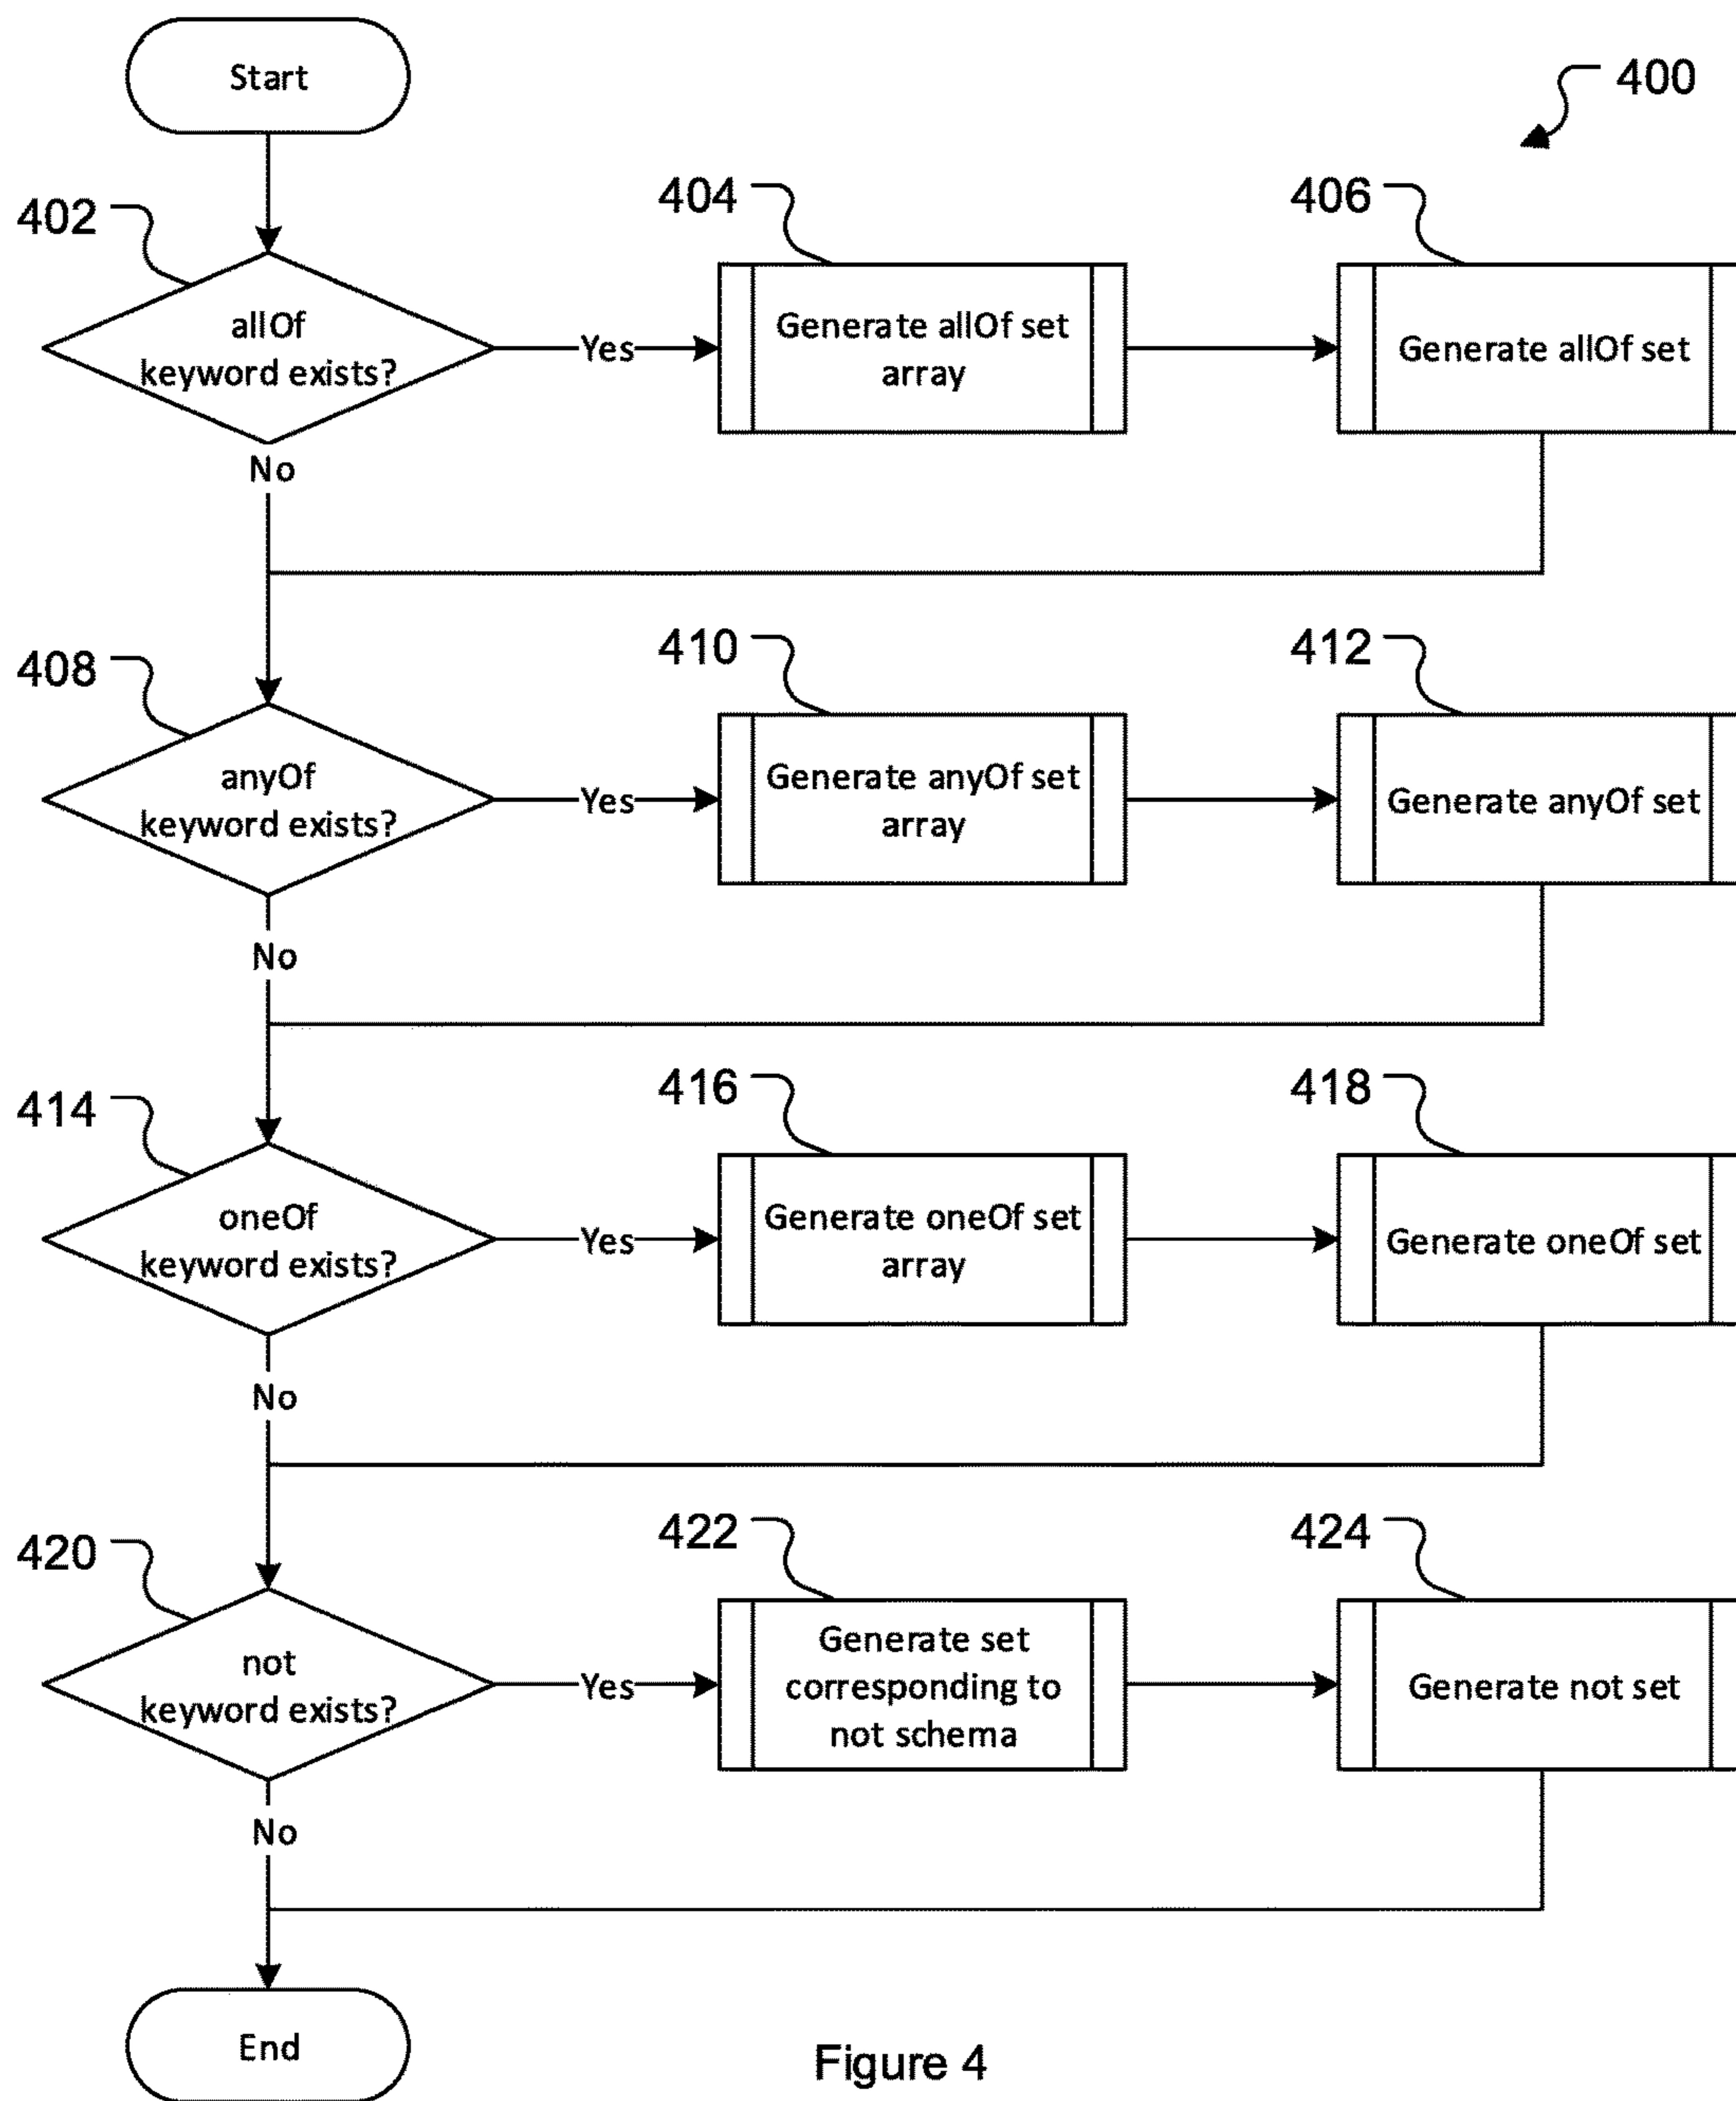 Start
400
402
404
406
allOf
keyword exists?
Yes
Generate allOf set
array
Generate allOf set
No
408
410
412
anyOf
keyword exists?
Yes
Generate anyOf set
array
Generate anyOf set
No
414
416
418
oneOf
keyword exists?
Yes
Generate oneOf set
array
Generate oneOf set
No
420
422
424
not
keyword exists?
Yes
Generate set
corresponding to
not schema
Generate not set
No
End
Figure 4